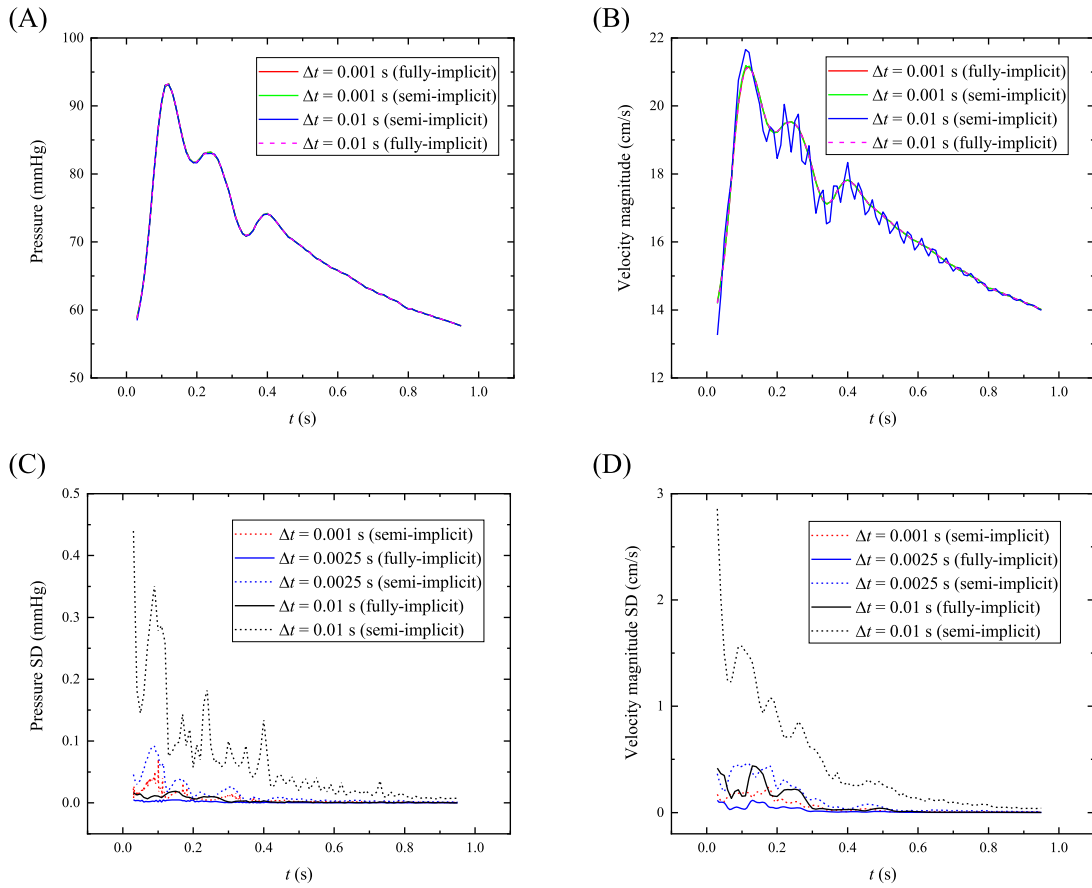 (A)
100
90
80
70
60
50
Pressure (mmHg)
Δt = 0.001 s (fully-implicit)
Δt = 0.001 s (semi-implicit)
Δt = 0.01 s (semi-implicit)
Δt = 0.01 s (fully-implicit)
0.0 0.2 0.4 0.6 0.8 1.0
t (s)
(B)
22
20
18
16
14
12
Velocity magnitude (cm/s)
Δt = 0.001 s (fully-implicit)
Δt = 0.001 s (semi-implicit)
Δt = 0.01 s (semi-implicit)
Δt = 0.01 s (fully-implicit)
0.0 0.2 0.4 0.6 0.8 1.0
t (s)
(C)
0.5
0.4
0.3
0.2
0.1
0.0
Pressure SD (mmHg)
Δt = 0.001 s (semi-implicit)
Δt = 0.0025 s (fully-implicit)
Δt = 0.0025 s (semi-implicit)
Δt = 0.01 s (fully-implicit)
Δt = 0.01 s (semi-implicit)
0.0 0.2 0.4 0.6 0.8 1.0
t (s)
(D)
3
2
1
0
Velocity magnitude SD (cm/s)
Δt = 0.001 s (semi-implicit)
Δt = 0.0025 s (fully-implicit)
Δt = 0.0025 s (semi-implicit)
Δt = 0.01 s (fully-implicit)
Δt = 0.01 s (semi-implicit)
0.0 0.2 0.4 0.6 0.8 1.0
t (s)